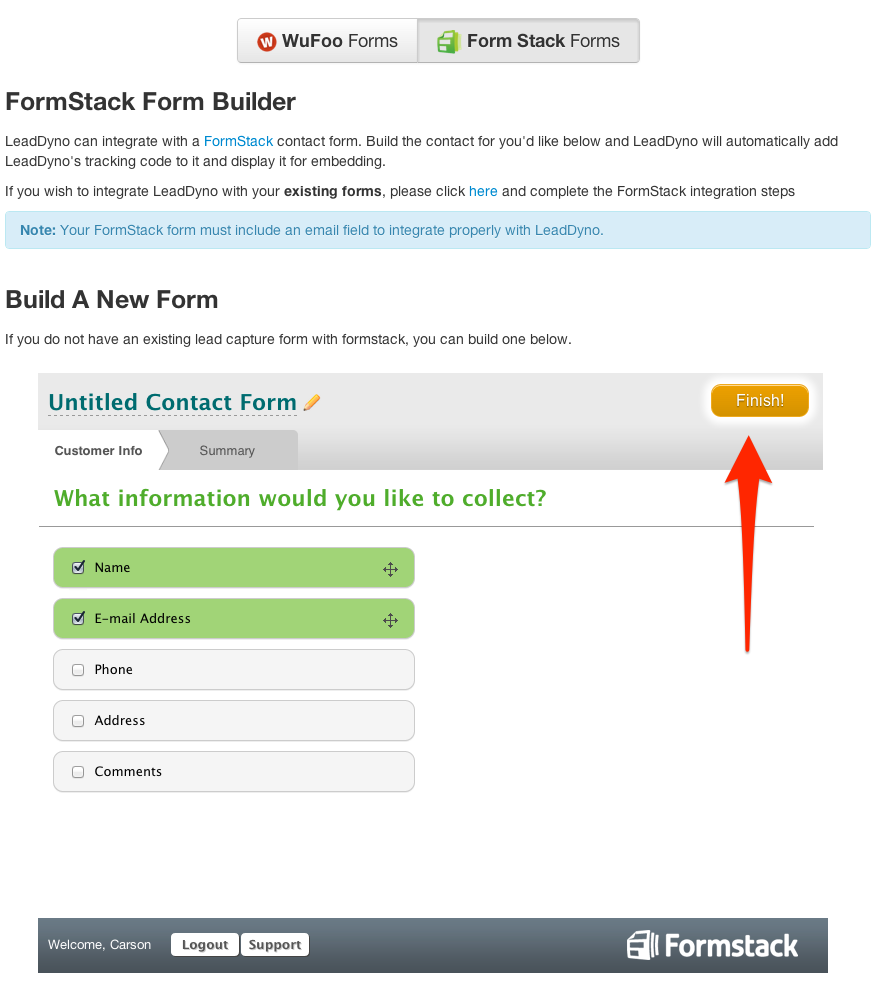 WuFoo Forms
Form Stack Forms
FormStack Form Builder
LeadDyno can integrate with a FormStack contact form. Build the contact for you'd like below and LeadDyno will automatically add
LeadDyno's tracking code to it and display it for embedding.
If you wish to integrate LeadDyno with your existing forms, please click here and complete the FormStack integration steps
Note: Your FormStack form must include an email field to integrate properly with LeadDyno.
Build A New Form
If you do not have an existing lead capture form with formstack, you can build one below.
Untitled Contact Form
Finish!
Customer Info
Summary
What information would you like to collect?
Name
E-mail Address
Phone
Address
Comments
Welcome, Carson
Logout
Support
Formstack